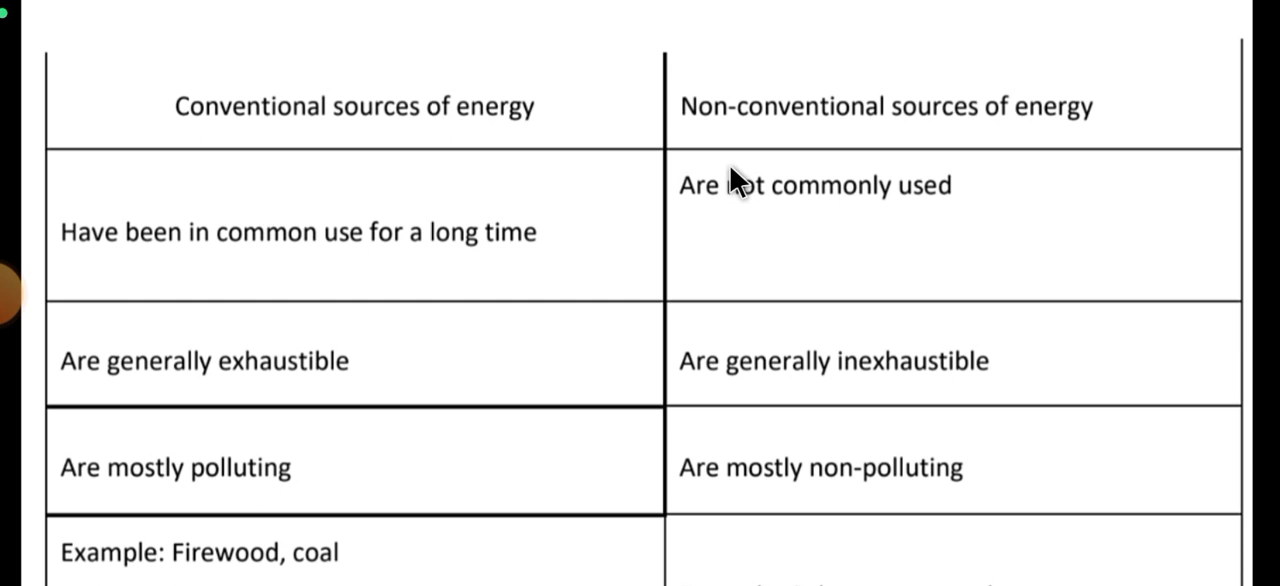 Conventional sources of energy
Non-conventional sources of energy
Have been in common use for a long time
Are not commonly used
Are generally exhaustible
Are generally inexhaustible
Are mostly polluting
Are mostly non-polluting
Example: Firewood, coal